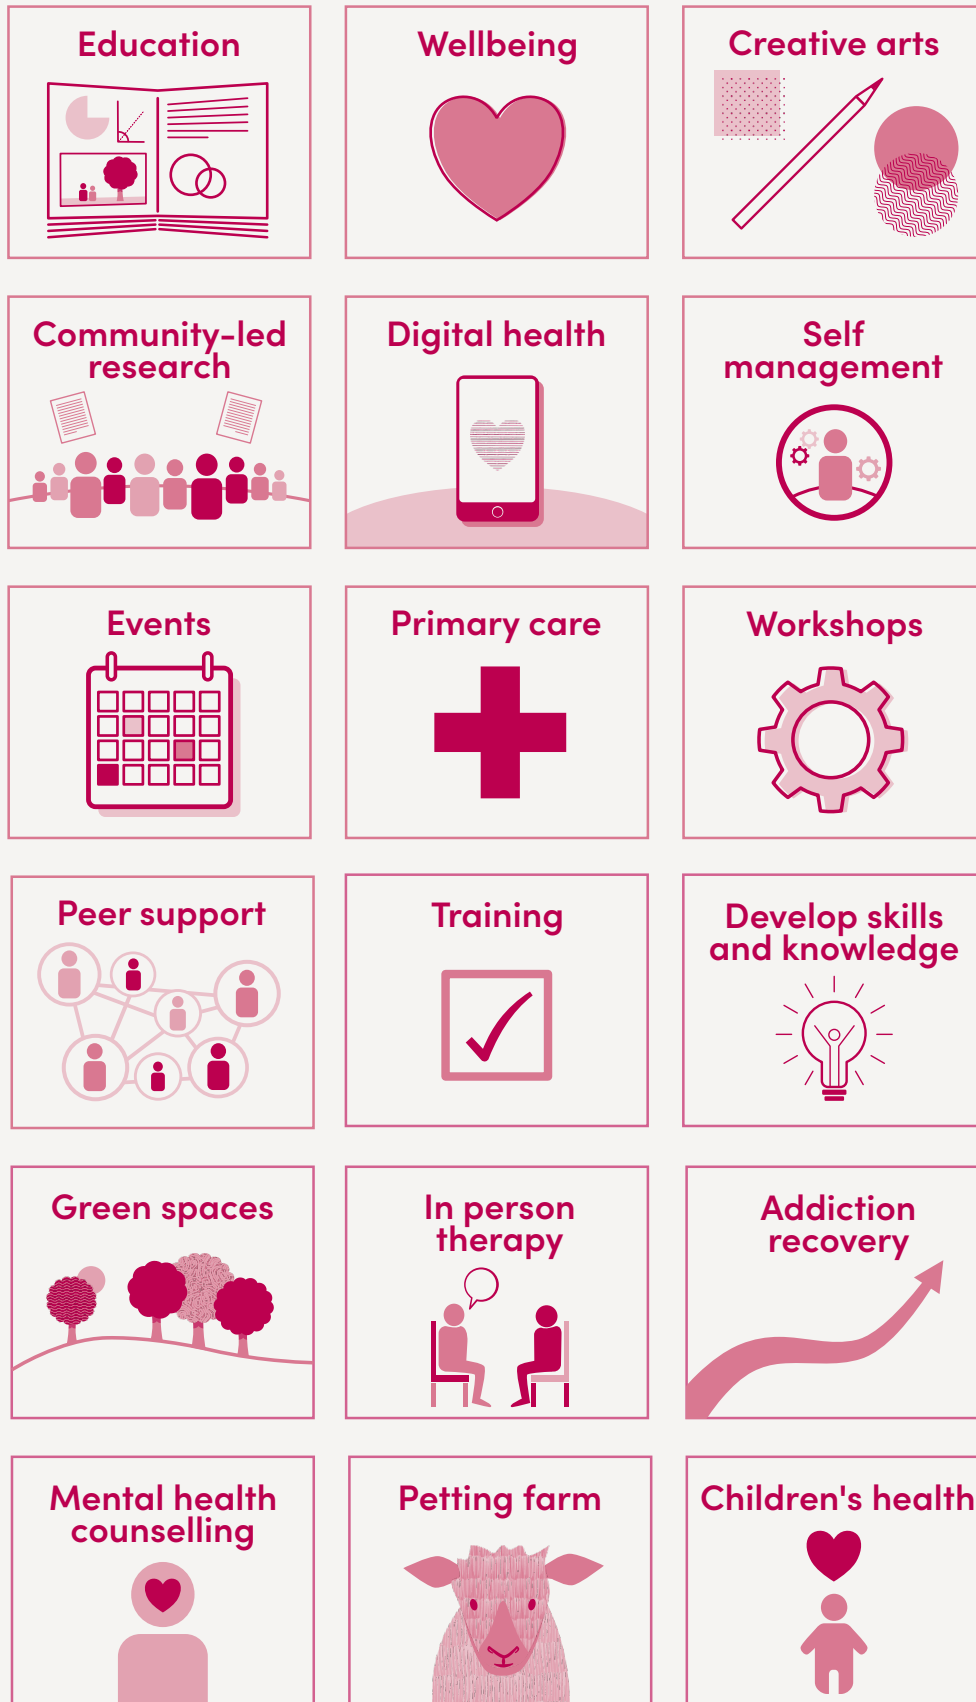 Education
Wellbeing
Creative arts
Community-led
research
Digital health
Self
management
Events
Primary care
Workshops
Peer support
Training
Develop skills
and knowledge
Green spaces
In person
therapy
Addiction
recovery
Mental health
counselling
Petting farm
Children's health